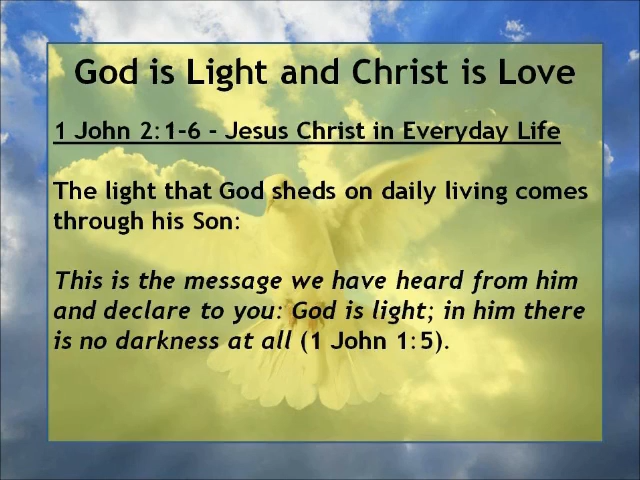 God is Light and Christ is Love
1 John 2:1-6 - Jesus Christ in Everyday Life
The light that God sheds on daily living comes
through his Son:
This is the message we have heard from him
and declare to you: God is light; in him there
is no darkness at all (1 John 1:5).